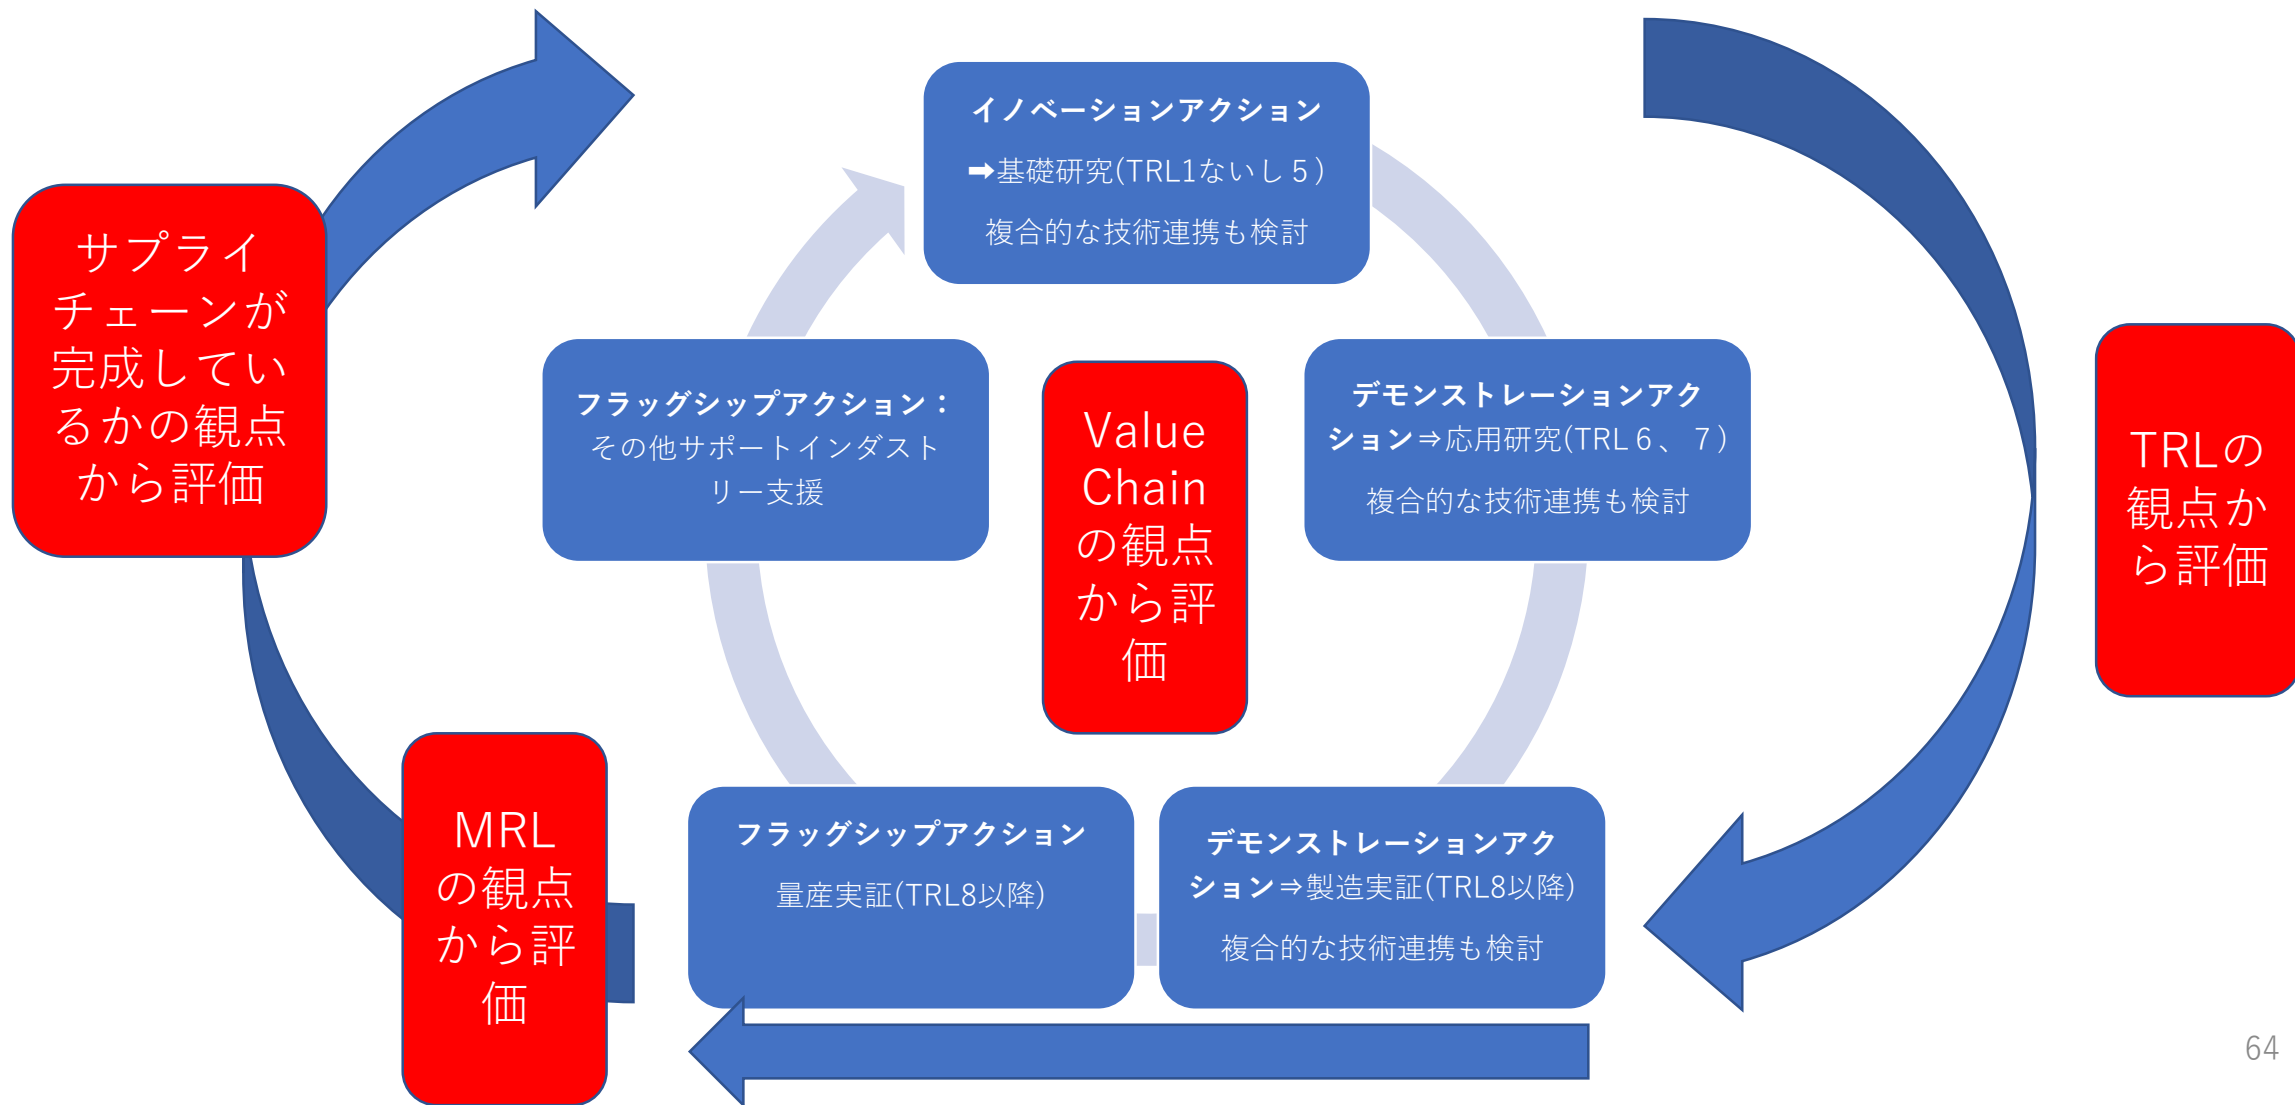 イノベーションアクション
➡基礎研究(TRL1ないし５)
複合的な技術連携も検討
サプライ
チェーンが
完成してい
るかの観点
から評価
フラッグシップアクション：
その他サポートインダスト
リー支援
Value
Chain
の観点
から評
価
デモンストレーションアク
ション⇒応用研究(TRL６、７)
複合的な技術連携も検討
TRLの
観点か
ら評価
MRL
の観点
から評
価
フラッグシップアクション
量産実証(TRL8以降)
デモンストレーションアク
ション⇒製造実証(TRL8以降)
複合的な技術連携も検討
64